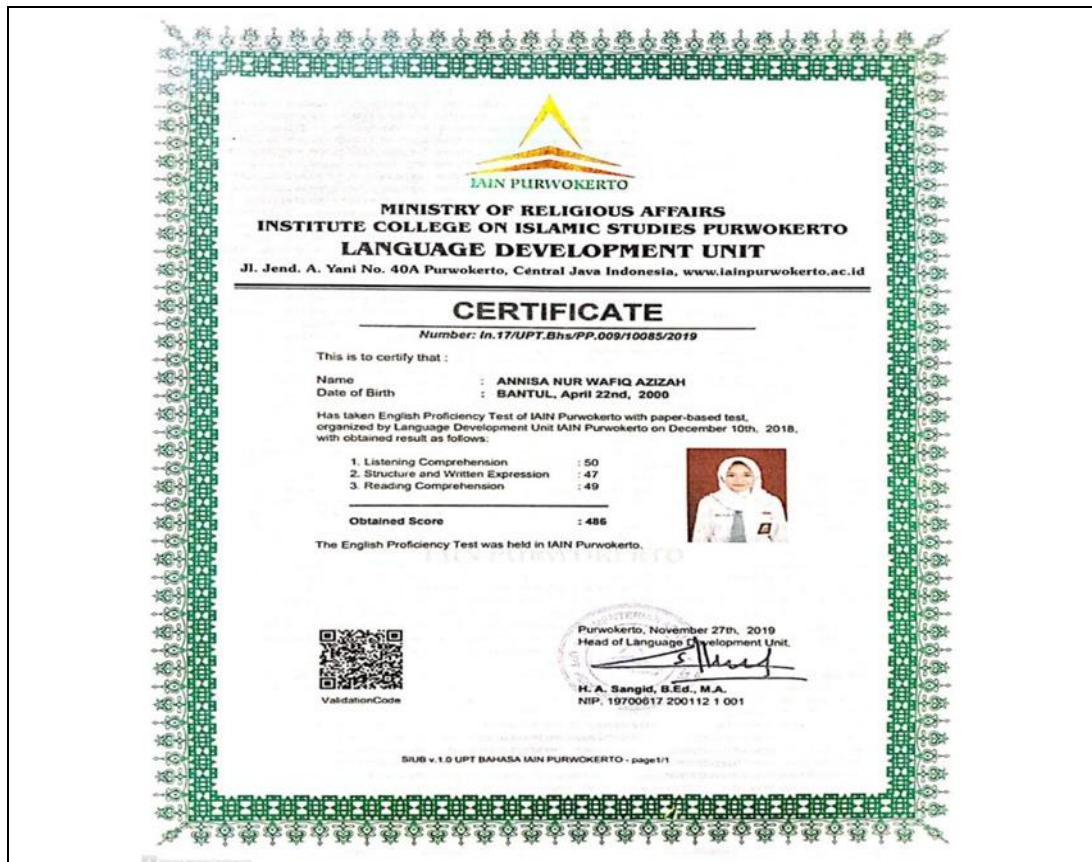 IAIN PURWOKERTO
MINISTRY OF RELIGIOUS AFFAIRS
INSTITUTE COLLEGE ON ISLAMIC STUDIES PURWOKERTO
LANGUAGE DEVELOPMENT UNIT
Jl. Jend. A. Yani No. 40A Purwokerto, Central Java Indonesia, www.iainpurwokerto.ac.id
CERTIFICATE
Number: In.17/UPT.Bhs/PP.009/10085/2019
This is to certify that :
Name : ANNISA NUR WAFIQ AZIZAH
Date of Birth : BANTUL, April 22nd, 2000
Has taken English Proficiency Test of IAIN Purwokerto with paper-based test,
organized by Language Development Unit IAIN Purwokerto on December 10th, 2018,
with obtained result as follows:
1. Listening Comprehension : 50
2. Structure and Written Expression : 47
3. Reading Comprehension : 49
Obtained Score : 486
The English Proficiency Test was held in IAIN Purwokerto.
IAIN PURWOKERTO
Purwokerto, November 27th, 2019
Head of Language Development Unit,
H. A. Sangid, B.Ed., M.A.
NIP. 19700617 200112 1 001
ValidationCode
SIUB v.1.0 UPT BAHASA IAIN PURWOKERTO - page1/1